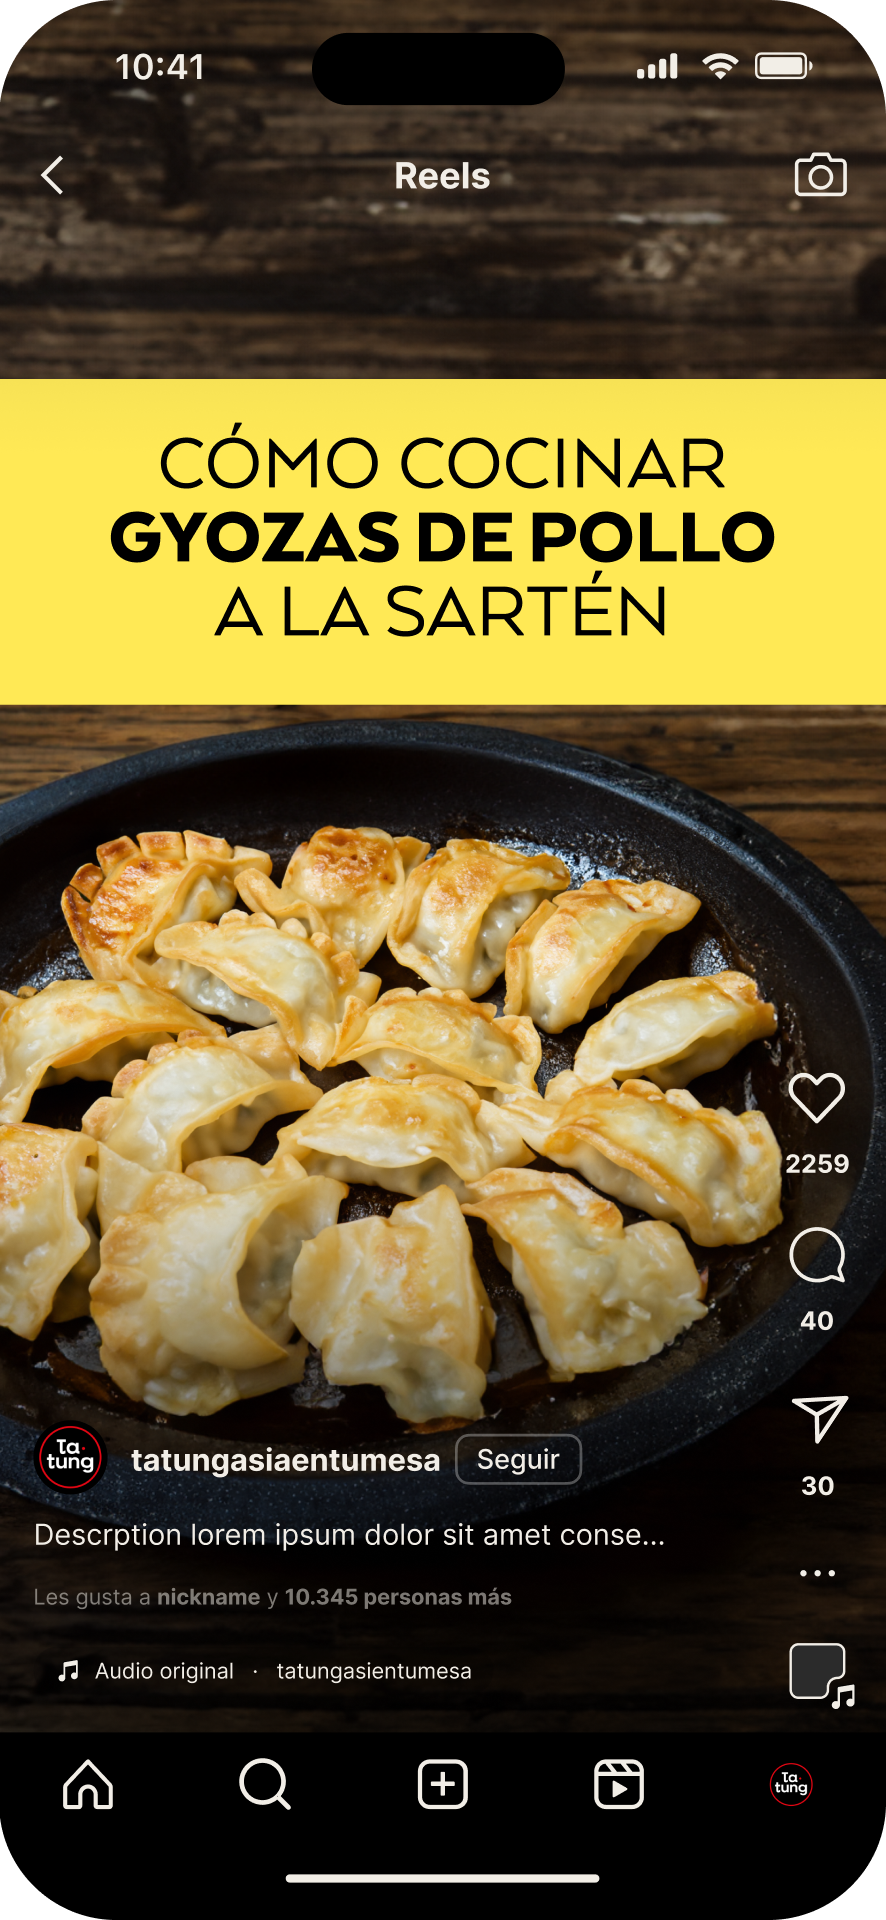 10:41
Reels
CÓMO COCINAR
GYOZAS DE POLLO
A LA SARTÉN
2259
40
30
Ta
tung
tatungasiaentumesa
Seguir
Descrption lorem ipsum dolor sit amet conse...
Les gusta a nickname y 10.345 personas más
Audio original · tatungasientumesa
Ta
tung